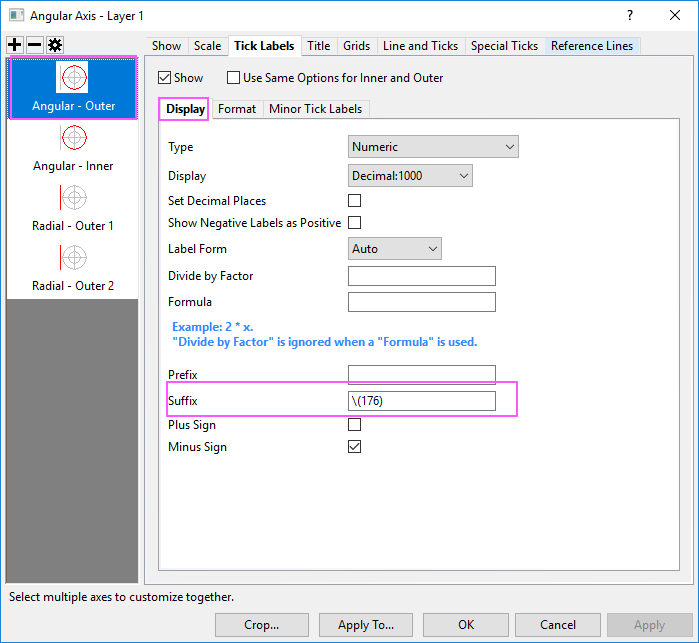 Angular Axis - Layer 1
?
Show Scale Tick Labels Title Grids Line and Ticks Special Ticks Reference Lines
Show Use Same Options for Inner and Outer
Angular - Outer
Angular - Inner
Radial - Outer 1
Radial - Outer 2
Display Format Minor Tick Labels
Type Numeric
Display Decimal:1000
Set Decimal Places
Show Negative Labels as Positive
Label Form Auto
Divide by Factor
Formula
Example: 2 * x.
"Divide by Factor" is ignored when a "Formula" is used.
Prefix
Suffix \(176)
Plus Sign
Minus Sign
Select multiple axes to customize together.
Crop... Apply To... OK Cancel Apply